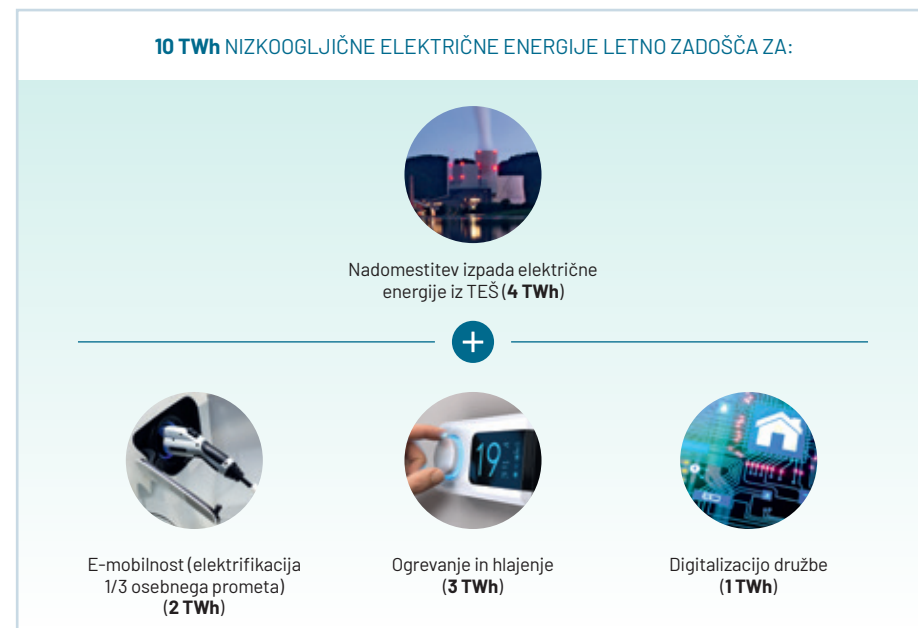 10 TWh NIZKOOGLJIČNE ELEKTRIČNE ENERGIJE LETNO ZADOŠČA ZA:
Nadomestitev izpada električne
energije iz TEŠ (4 TWh)
+
E-mobilnost (elektrifikacija
1/3 osebnega prometa)
(2 TWh)
19
Ogrevanje in hlajenje
(3 TWh)
Digitalizacijo družbe
(1 TWh)